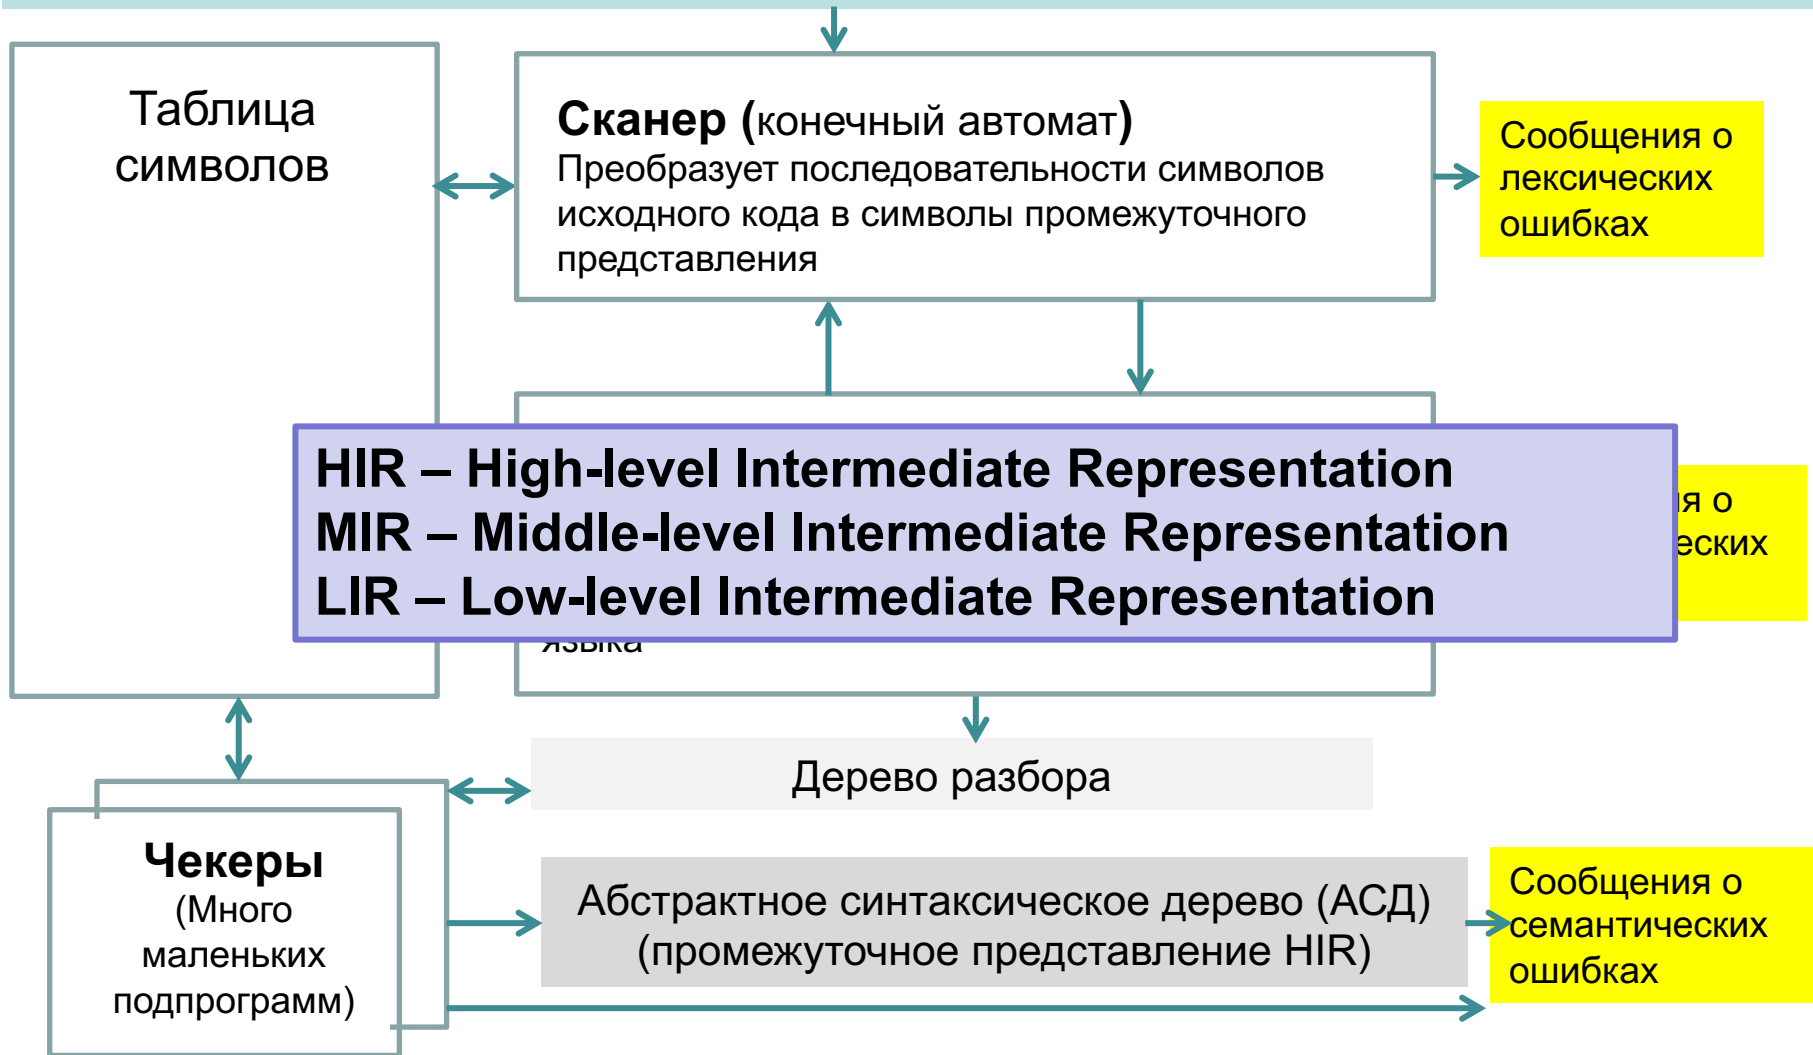 Таблица
символов
Сканер (конечный автомат)
Преобразует последовательности символов
исходного кода в символы промежуточного
представления
Сообщения о
лексических
ошибках
HIR – High-level Intermediate Representation
MIR – Middle-level Intermediate Representation
LIR – Low-level Intermediate Representation
о
языка
Дерево разбора
Чекеры
(Много
маленьких
подпрограмм)
Абстрактное синтаксическое дерево (АСД)
(промежуточное представление HIR)
Сообщения о
семантических
ошибках